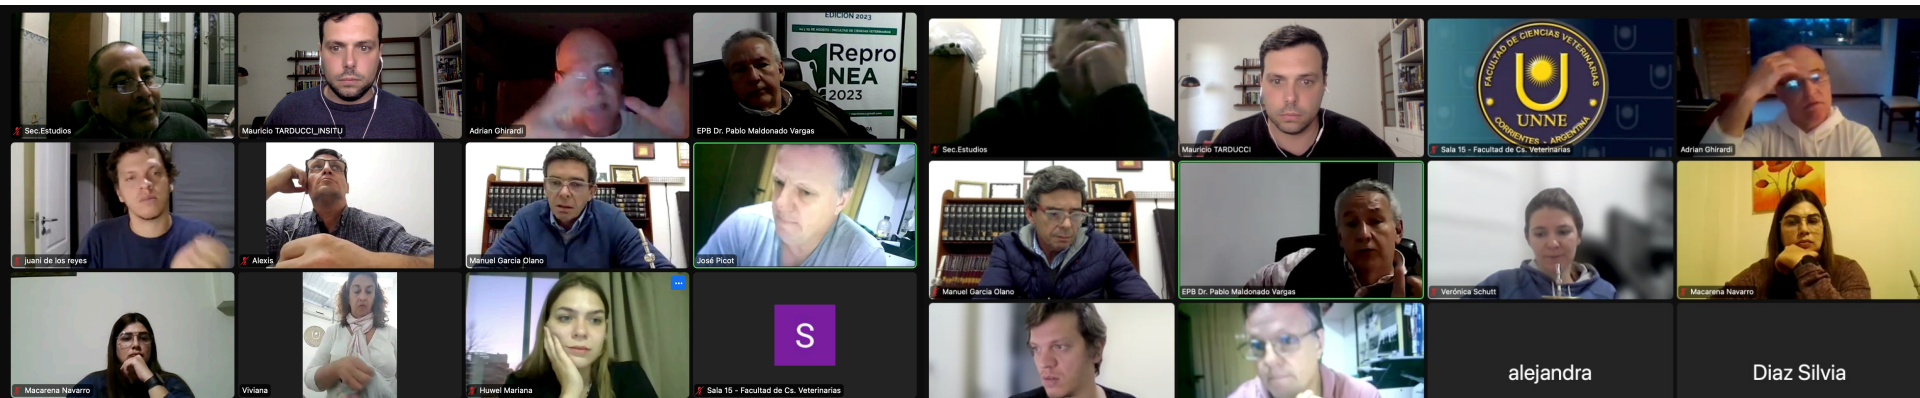 Sec.Estudios
Mauricio TARDUCCI_INSITU
Adrian Ghirardi
EDICIÓN 2023
Repro
NEA
2023
EPB Dr. Pablo Maldonado Vargas
juani de los reyes
Alexis
Manuel García Olano
José Picot
Macarena Navarro
Viviana
Huwel Mariana
S
Sala 15 - Facultad de Cs. Veterinarias
Sec.Estudios
Mauricio TARDUCCI
FACULTAD DE CIENCIAS VETERINARIAS
UNNE
CORRIENTES - ARGENTINA
Sala 15 - Facultad de Cs. Veterinarias
Adrian Ghirardi
Manuel García Olano
EPB Dr. Pablo Maldonado Vargas
Verónica Schutt
Macarena Navarro
alejandra
Diaz Silvia